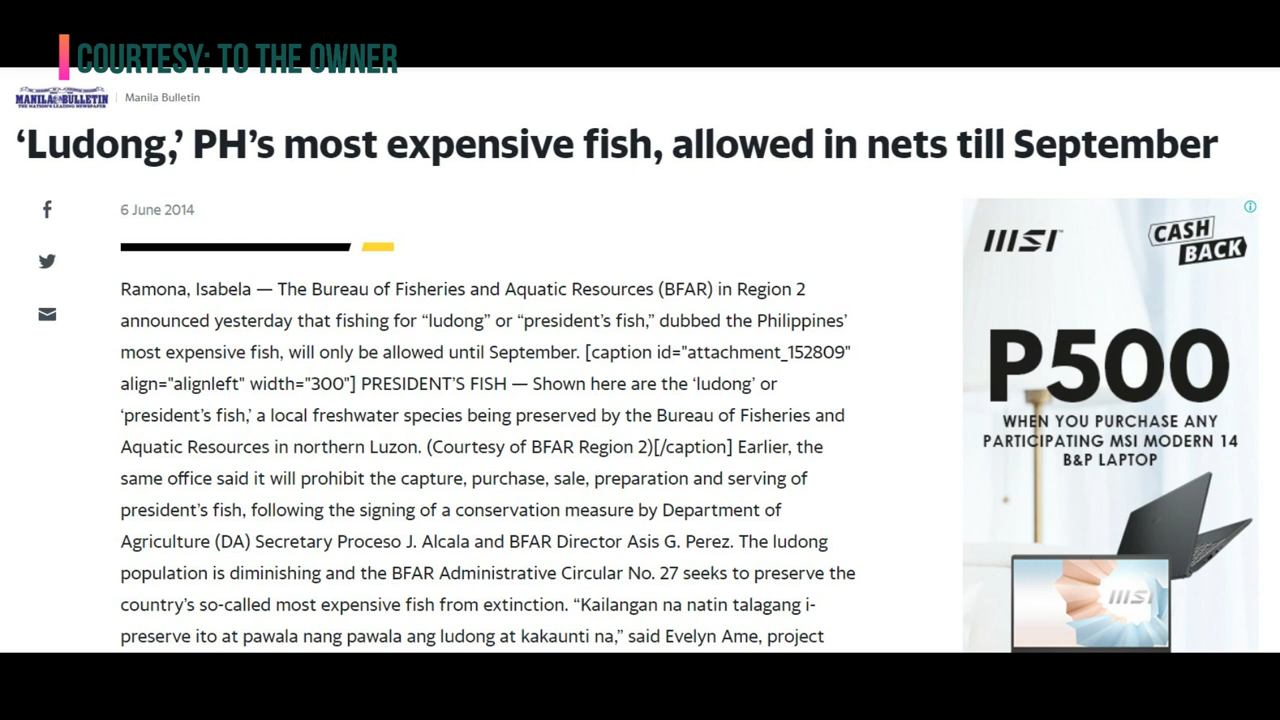 COURTESY: TO THE OWNER
MANILA BULLETIN
THE NATION'S LEADING NEWSPAPER
Manila Bulletin
‘Ludong,’ PH’s most expensive fish, allowed in nets till September
6 June 2014
Ramona, Isabela — The Bureau of Fisheries and Aquatic Resources (BFAR) in Region 2
announced yesterday that fishing for “ludong” or “president’s fish,” dubbed the Philippines’
most expensive fish, will only be allowed until September. [caption id="attachment_152809"
align="alignleft" width="300"] PRESIDENT’S FISH — Shown here are the ‘ludong’ or
‘president’s fish,’ a local freshwater species being preserved by the Bureau of Fisheries and
Aquatic Resources in northern Luzon. (Courtesy of BFAR Region 2)[/caption] Earlier, the
same office said it will prohibit the capture, purchase, sale, preparation and serving of
president’s fish, following the signing of a conservation measure by Department of
Agriculture (DA) Secretary Proceso J. Alcala and BFAR Director Asis G. Perez. The ludong
population is diminishing and the BFAR Administrative Circular No. 27 seeks to preserve the
country’s so-called most expensive fish from extinction. “Kailangan na natin talagang i-
preserve ito at pawala nang pawala ang ludong at kakaunti na,” said Evelyn Ame, project
msi
CASH
BACK
P500
WHEN YOU PURCHASE ANY
PARTICIPATING MSI MODERN 14
B&P LAPTOP
msi